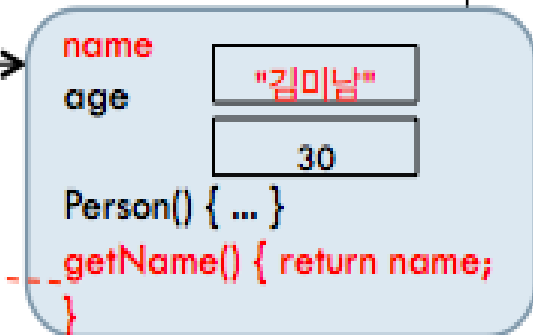 name
"김미남"
age
30
Person() { ... }
getName() { return name;
}